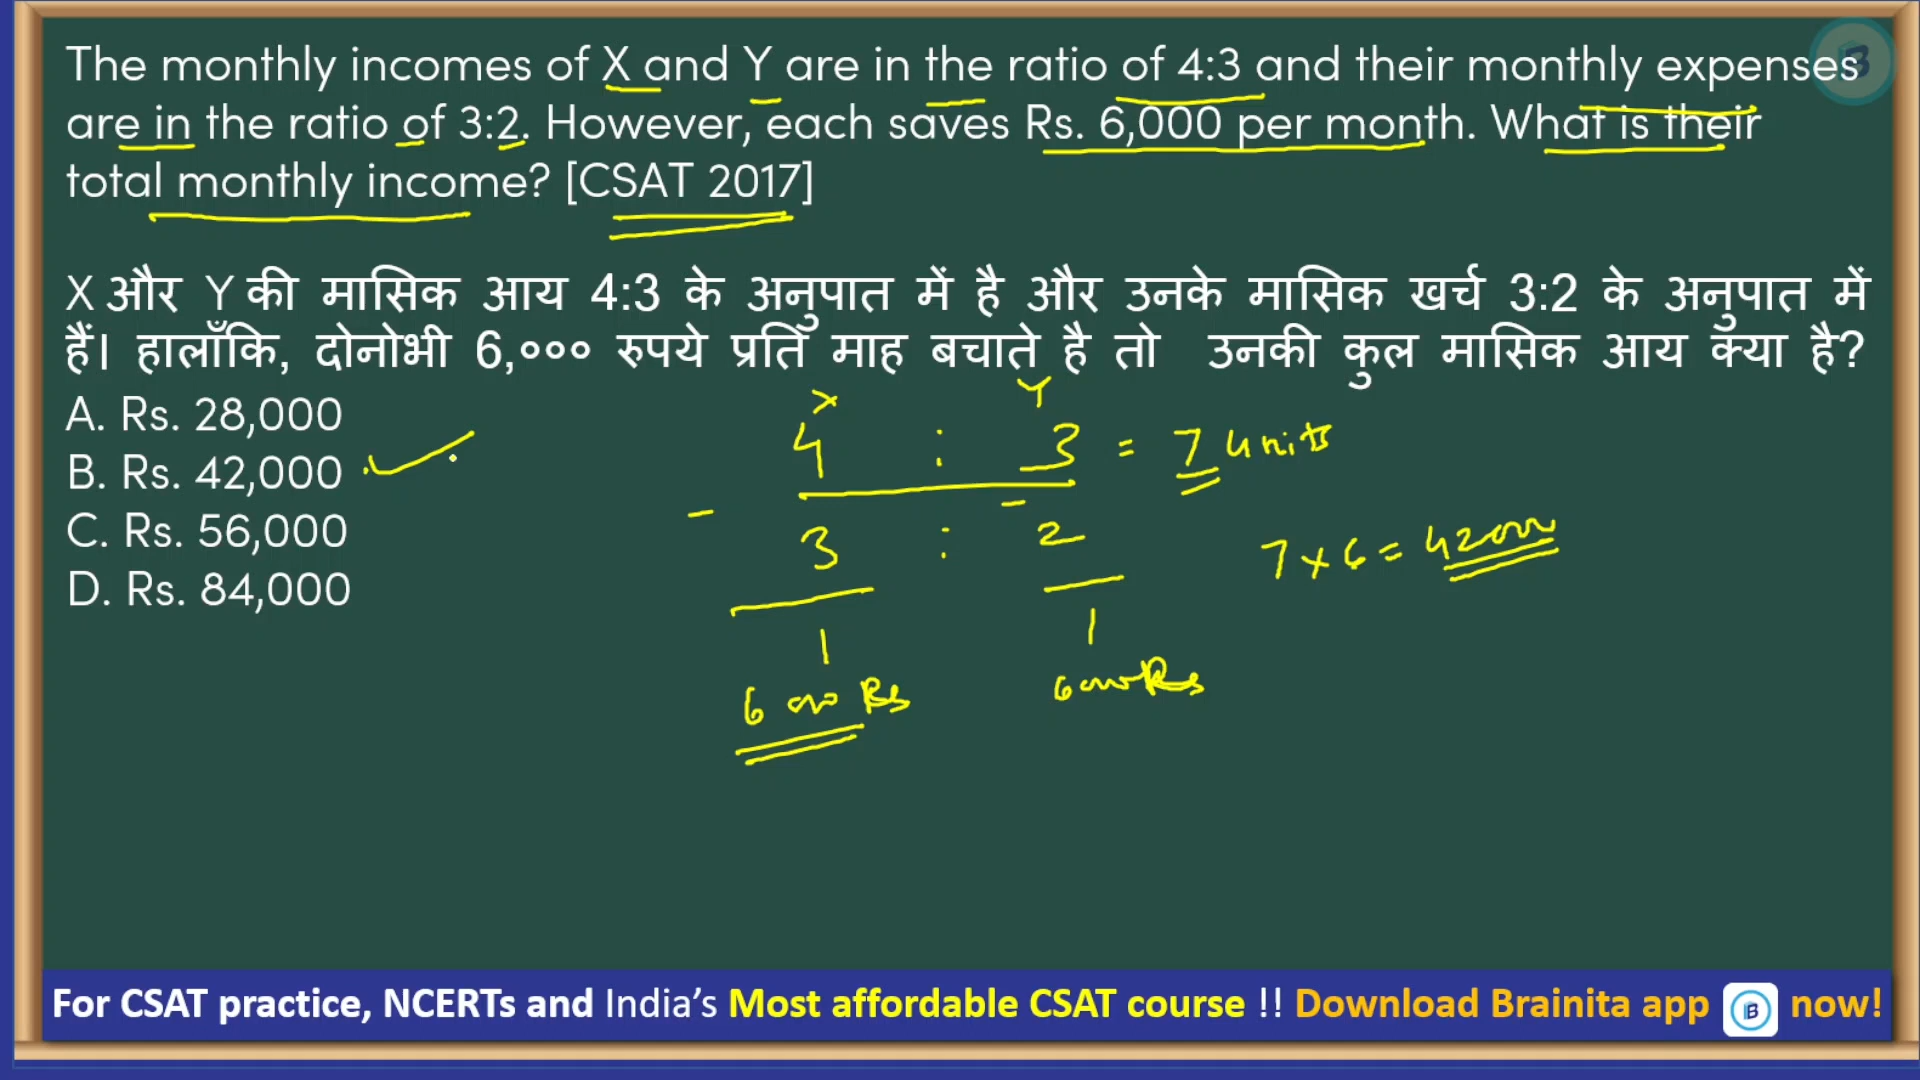 The monthly incomes of X and Y are in the ratio of 4:3 and their monthly expenses
are in the ratio of 3:2. However, each saves Rs. 6,000 per month. What is their
total monthly income? [CSAT 2017]
X और Y की मासिक आय 4:3 के अनुपात में है और उनके मासिक खर्च 3:2 के अनुपात में
हैं। हालाँकि, दोनोभी 6,००० रुपये प्रति माह बचाते है तो उनकी कुल मासिक आय क्या है?
A. Rs. 28,000
B. Rs. 42,000
C. Rs. 56,000
D. Rs. 84,000
X Y
4 : 3 = 7 units
- 3 : - 2
7 x 6 = 42000
1 1
6000 Rs 6000 Rs
For CSAT practice, NCERTs and India's Most affordable CSAT course !! Download Brainita app B now!